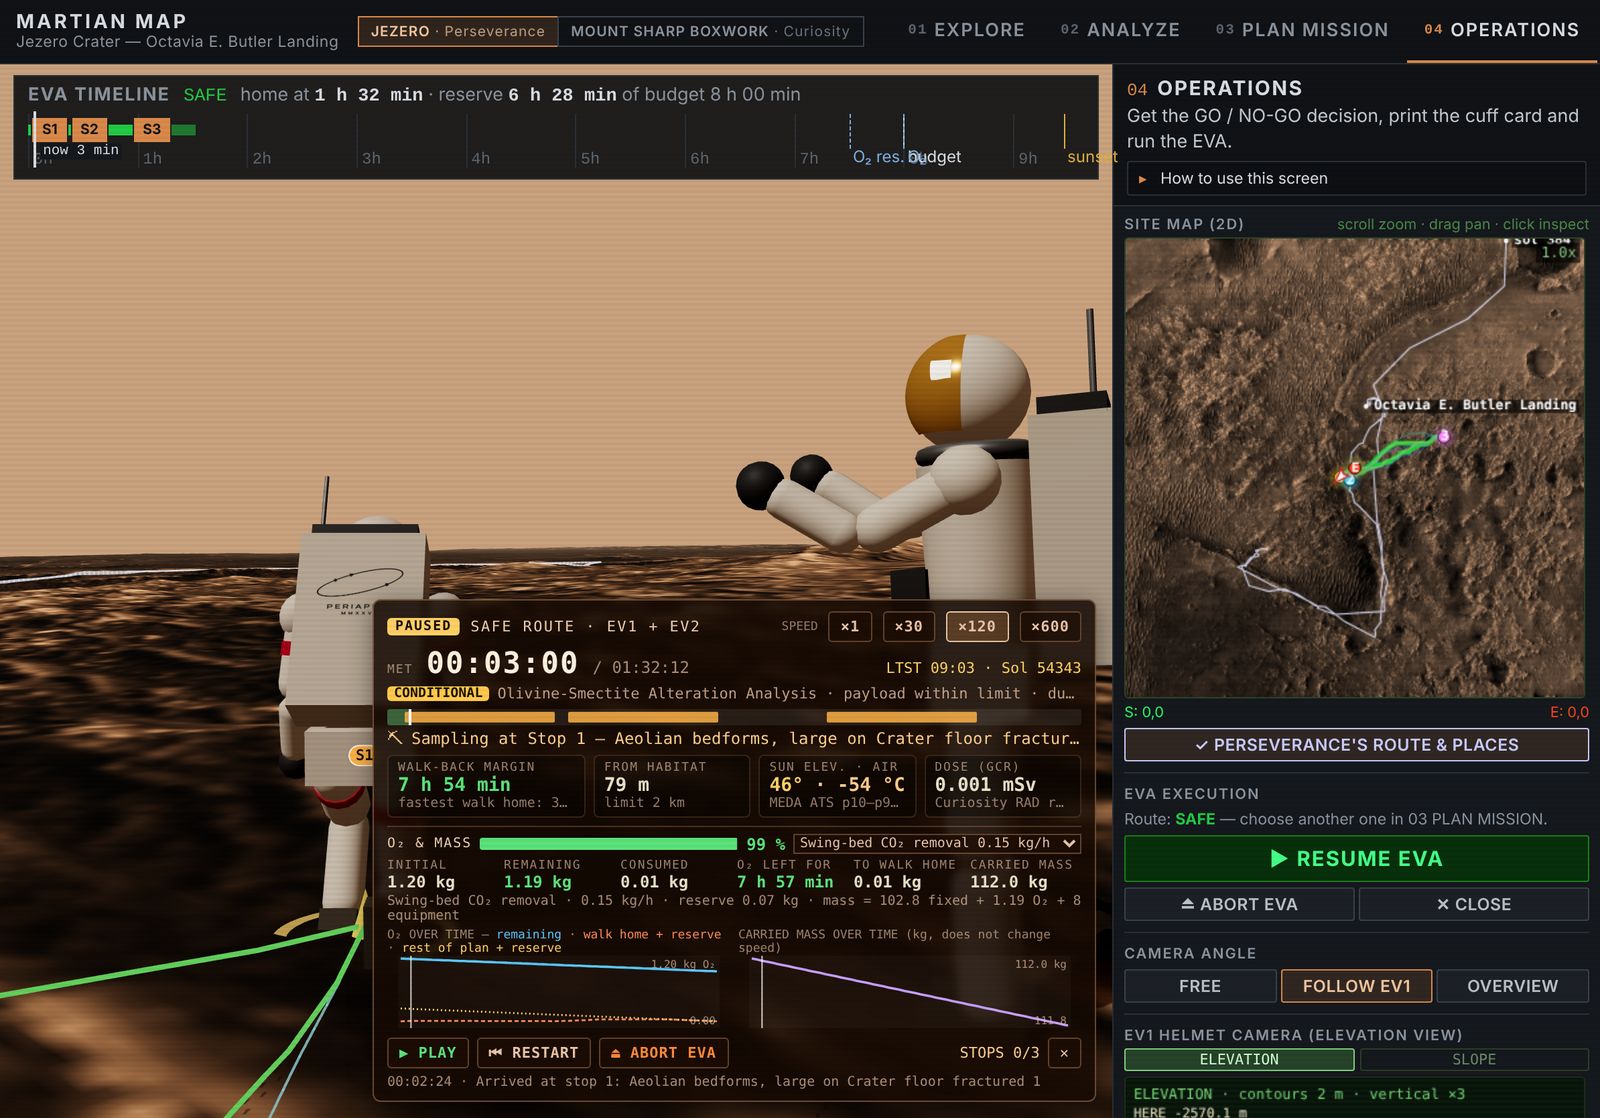 MARTIAN MAP
Jezero Crater — Octavia E. Butler Landing
JEZERO · Perseverance
MOUNT SHARP BOXWORK · Curiosity
01 EXPLORE
02 ANALYZE
03 PLAN MISSION
04 OPERATIONS
EVA TIMELINE SAFE home at 1 h 32 min · reserve 6 h 28 min of budget 8 h 00 min
S1 S2 S3
now 3 min
1h 2h 3h 4h 5h 6h 7h O₂ res. budget 9h sunset
04 OPERATIONS
Get the GO / NO-GO decision, print the cuff card and
run the EVA.
▸ How to use this screen
SITE MAP (2D) scroll zoom · drag pan · click inspect
Sol 384
1.0x
Octavia E. Butler Landing
3
E
S: 0,0 E: 0,0
✓ PERSEVERANCE'S ROUTE & PLACES
EVA EXECUTION
Route: SAFE — choose another one in 03 PLAN MISSION.
▶ RESUME EVA
⏏ ABORT EVA
✕ CLOSE
CAMERA ANGLE
FREE FOLLOW EV1 OVERVIEW
EV1 HELMET CAMERA (ELEVATION VIEW)
ELEVATION SLOPE
ELEVATION · contours 2 m · vertical ×3
HERE -2570.1 m
PERIAP
MMXXV
S1
PAUSED SAFE ROUTE · EV1 + EV2 SPEED ×1 ×30 ×120 ×600
MET 00:03:00 / 01:32:12 LTST 09:03 · Sol 54343
CONDITIONAL Olivine-Smectite Alteration Analysis · payload within limit · du…
⛏ Sampling at Stop 1 — Aeolian bedforms, large on Crater floor fractur…
WALK-BACK MARGIN
7 h 54 min
fastest walk home: 3…
FROM HABITAT
79 m
limit 2 km
SUN ELEV. · AIR
46° · -54 °C
MEDA ATS p10–p9…
DOSE (GCR)
0.001 mSv
Curiosity RAD r…
O₂ & MASS 99 % Swing-bed CO₂ removal 0.15 kg/h
INITIAL REMAINING CONSUMED O₂ LEFT FOR TO WALK HOME CARRIED MASS
1.20 kg 1.19 kg 0.01 kg 7 h 57 min 0.01 kg 112.0 kg
Swing-bed CO₂ removal · 0.15 kg/h · reserve 0.07 kg · mass = 102.8 fixed + 1.19 O₂ + 8
equipment
O₂ OVER TIME — remaining · walk home + reserve
· rest of plan + reserve
1.20 kg O₂
0.00
CARRIED MASS OVER TIME (kg, does not change
speed)
112.0 kg
111.8
▶ PLAY ⏮ RESTART ⏏ ABORT EVA STOPS 0/3 ×
00:02:24 · Arrived at stop 1: Aeolian bedforms, large on Crater floor fractured 1